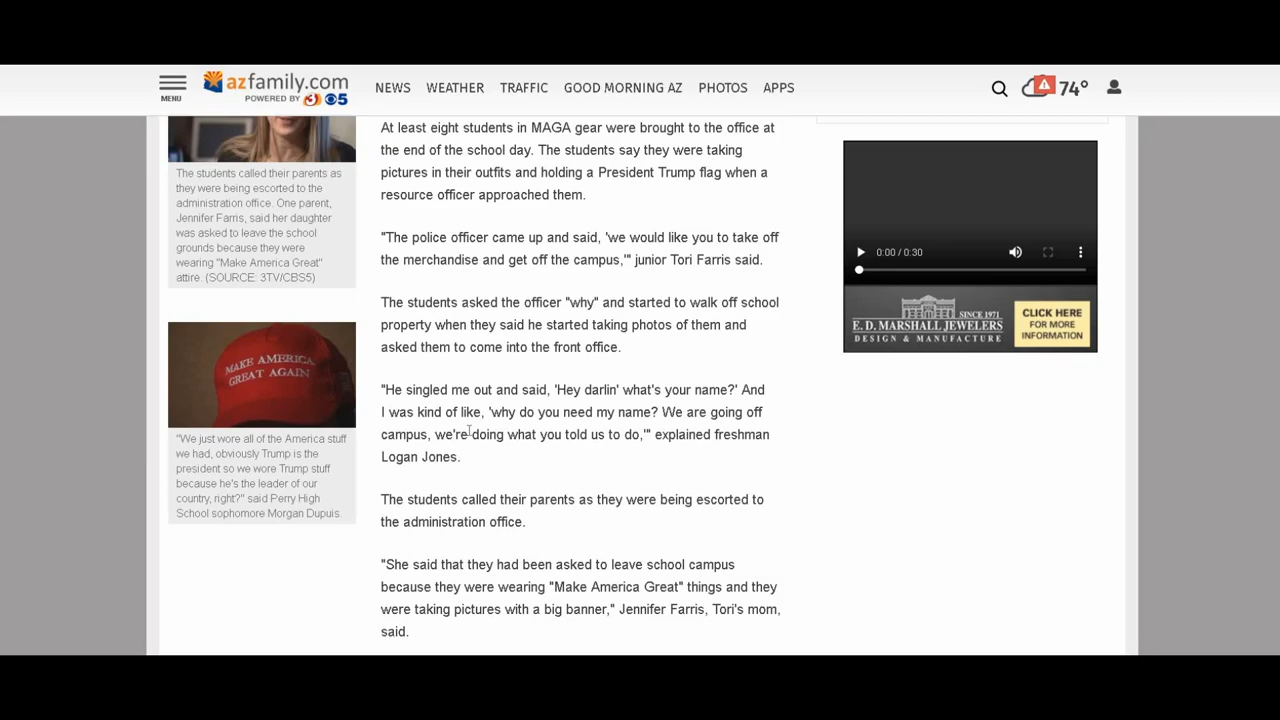 MENU
azfamily.com
POWERED BY 3 5
NEWS WEATHER TRAFFIC GOOD MORNING AZ PHOTOS APPS
74°
The students called their parents as
they were being escorted to the
administration office. One parent,
Jennifer Farris, said her daughter
was asked to leave the school
grounds because they were
wearing "Make America Great"
attire. (SOURCE: 3TV/CBS5)
MAKE AMERICA
GREAT AGAIN
"We just wore all of the America stuff
we had, obviously Trump is the
president so we wore Trump stuff
because he's the leader of our
country, right?" said Perry High
School sophomore Morgan Dupuis.
At least eight students in MAGA gear were brought to the office at
the end of the school day. The students say they were taking
pictures in their outfits and holding a President Trump flag when a
resource officer approached them.
"The police officer came up and said, 'we would like you to take off
the merchandise and get off the campus,'" junior Tori Farris said.
The students asked the officer "why" and started to walk off school
property when they said he started taking photos of them and
asked them to come into the front office.
"He singled me out and said, 'Hey darlin' what's your name?' And
I was kind of like, 'why do you need my name? We are going off
campus, we're doing what you told us to do,'" explained freshman
Logan Jones.
The students called their parents as they were being escorted to
the administration office.
"She said that they had been asked to leave school campus
because they were wearing "Make America Great" things and they
were taking pictures with a big banner," Jennifer Farris, Tori's mom,
said.
0:00 / 0:30
SINCE 1971
E. D. MARSHALL JEWELERS
DESIGN & MANUFACTURE
CLICK HERE
FOR MORE
INFORMATION